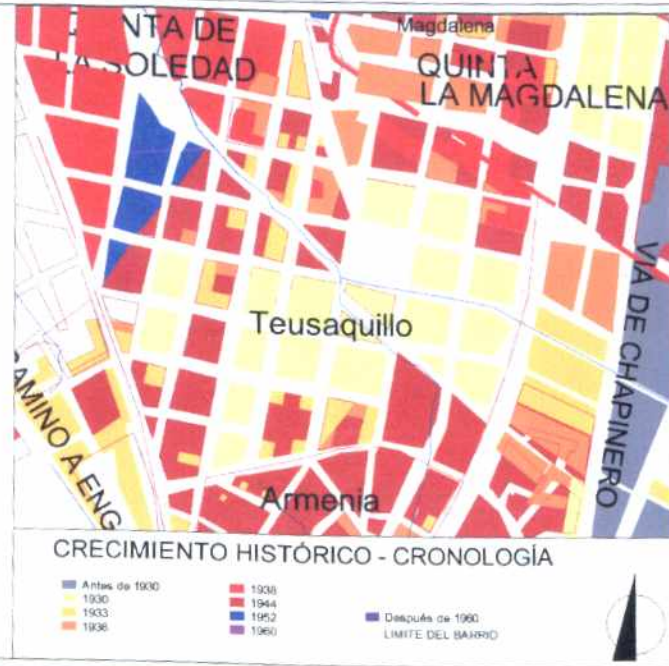 NTA DE
LA SOLEDAD
Magdalena
QUINTA
LA MAGDALENA
VIA DE CHAPINERO
Teusaquillo
AMINO A ENG
Armenia
CRECIMIENTO HISTÓRICO - CRONOLOGÍA
Antes de 1930
1930
1933
1936
1938
1944
1952
1960
Después de 1960
LIMITE DEL BARRIO